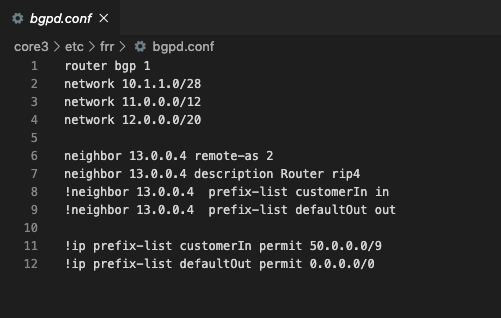 bgpd.conf ×
core3 > etc > frr > bgpd.conf
1 router bgp 1
2 network 10.1.1.0/28
3 network 11.0.0.0/12
4 network 12.0.0.0/20
5
6 neighbor 13.0.0.4 remote-as 2
7 neighbor 13.0.0.4 description Router rip4
8 !neighbor 13.0.0.4  prefix-list customerIn in
9 !neighbor 13.0.0.4  prefix-list defaultOut out
10
11 !ip prefix-list customerIn permit 50.0.0.0/9
12 !ip prefix-list defaultOut permit 0.0.0.0/0